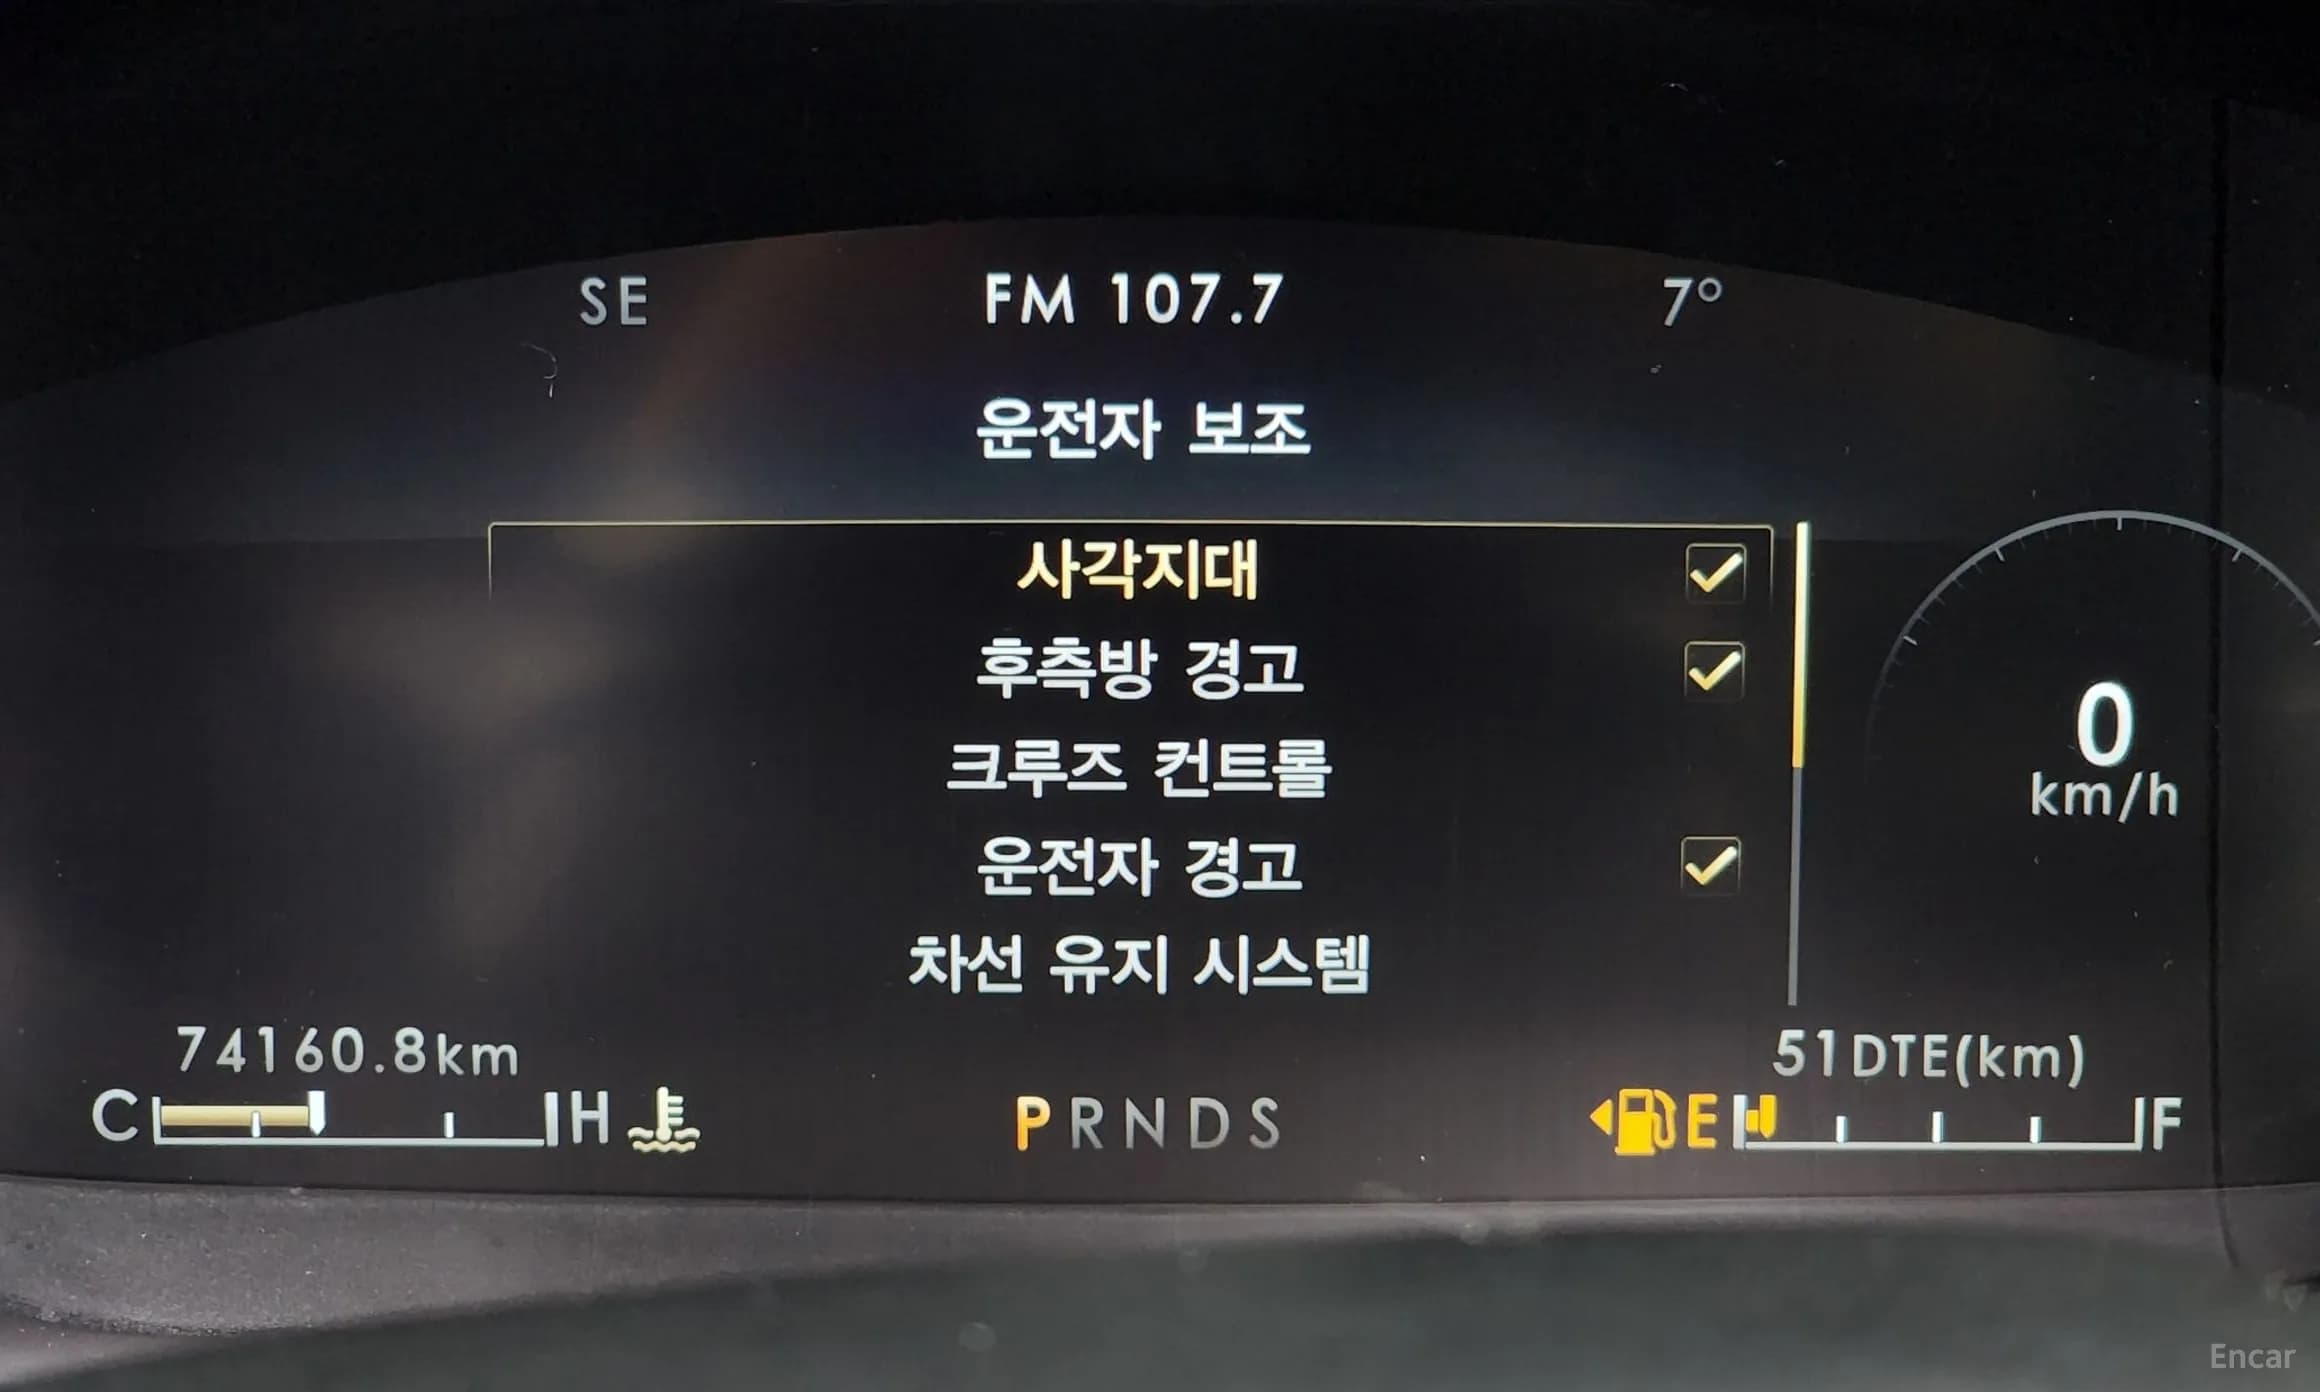 SE FM 107.7 7°
운전자 보조
사각지대
후측방 경고
크루즈 컨트롤
운전자 경고
차선 유지 시스템
0
km/h
74160.8km
51DTE(km)
C H PRNDS E F
Encar